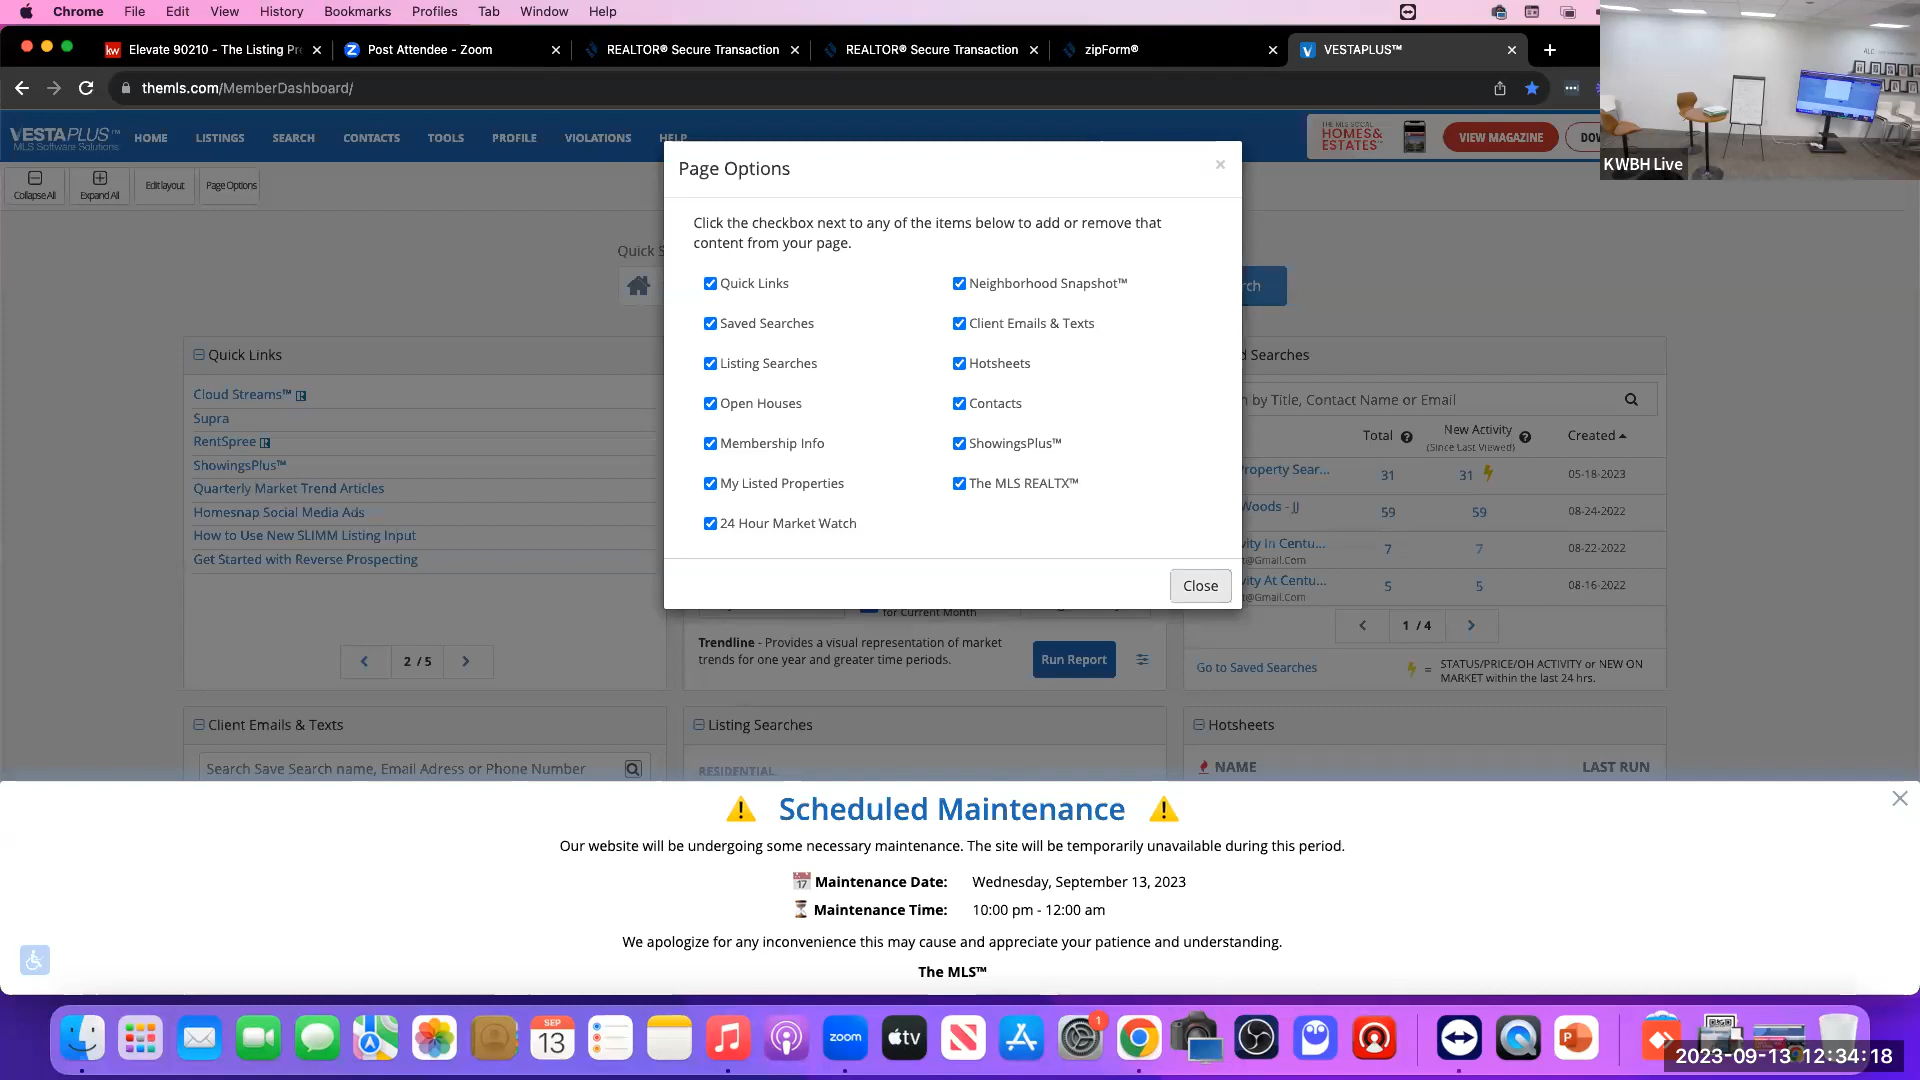 Chrome File Edit View History Bookmarks Profiles Tab Window Help
Elevate 90210 - The Listing Pre
Post Attendee - Zoom
REALTOR® Secure Transaction
REALTOR® Secure Transaction
zipForm®
VESTAPLUS™
themls.com/MemberDashboard/
VESTAPLUS™
MLS Software Solutions.
HOME LISTINGS SEARCH CONTACTS TOOLS PROFILE VIOLATIONS HELP
THE MLS SOCIAL
HOMES&
ESTATES™
VIEW MAGAZINE
DOW
KWBH Live
Collapse All
Expand All
Edit layout
Page Options
Page Options
Click the checkbox next to any of the items below to add or remove that
content from your page.
Quick Links
Neighborhood Snapshot™
Saved Searches
Client Emails & Texts
Listing Searches
Hotsheets
Open Houses
Contacts
Membership Info
ShowingsPlus™
My Listed Properties
The MLS REALTX™
24 Hour Market Watch
Close
Quick S
rch
Quick Links
Cloud Streams™
Supra
RentSpree
ShowingsPlus™
Quarterly Market Trend Articles
Homesnap Social Media Ads
How to Use New SLIMM Listing Input
Get Started with Reverse Prospecting
2 / 5
for Current Month
Trendline - Provides a visual representation of market
trends for one year and greater time periods.
Run Report
d Searches
h by Title, Contact Name or Email
Total
New Activity
(Since Last Viewed)
Created
roperty Sear... 31 31 05-18-2023
Woods - JJ 59 59 08-24-2022
ivity In Centu... 7 7 08-22-2022
t@Gmail.Com
ivity At Centu... 5 5 08-16-2022
@Gmail.Com
1 / 4
Go to Saved Searches
= STATUS/PRICE/OH ACTIVITY or NEW ON
MARKET within the last 24 hrs.
Client Emails & Texts
Search Save Search name, Email Adress or Phone Number
Listing Searches
RESIDENTIAL
Hotsheets
NAME
LAST RUN
Scheduled Maintenance
Our website will be undergoing some necessary maintenance. The site will be temporarily unavailable during this period.
Maintenance Date: Wednesday, September 13, 2023
Maintenance Time: 10:00 pm - 12:00 am
We apologize for any inconvenience this may cause and appreciate your patience and understanding.
The MLS™
SEP
13
zoom
tv
1
2023-09-13 12:34:18